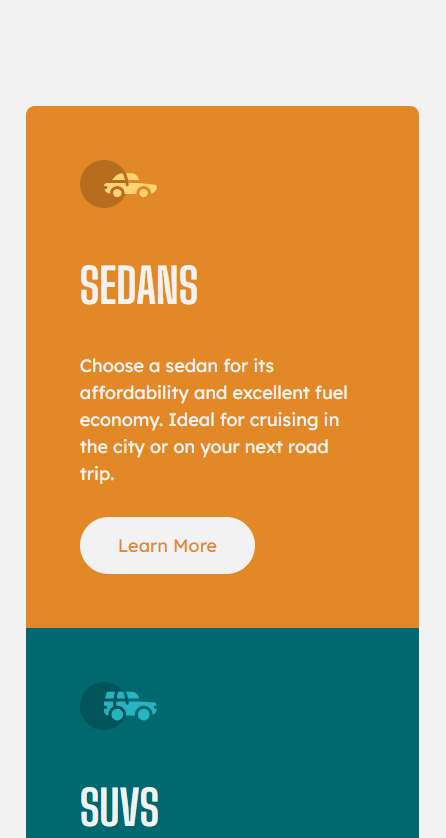 SEDANS
Choose a sedan for its
affordability and excellent fuel
economy. Ideal for cruising in
the city or on your next road
trip.
Learn More
SUVS